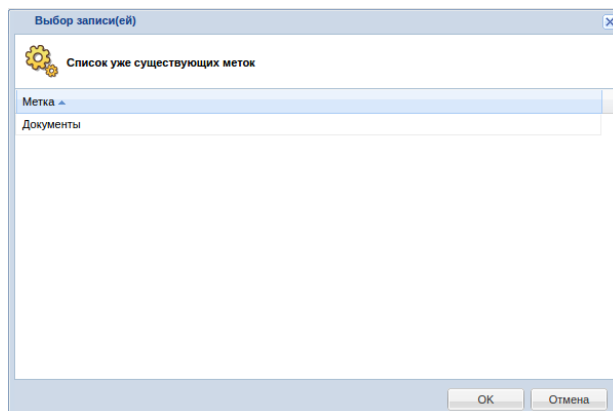 Выбор записи(ей)
Список уже существующих меток
Метка
Документы
OK
Отмена